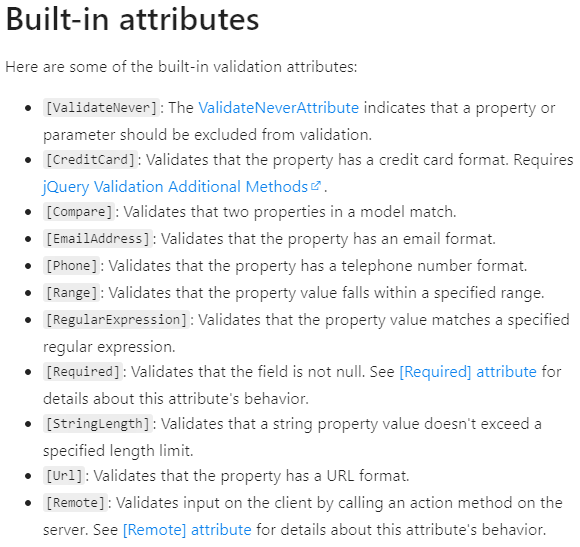 Built-in attributes
Here are some of the built-in validation attributes:
• [ValidateNever]: The ValidateNeverAttribute indicates that a property or
parameter should be excluded from validation.
• [CreditCard]: Validates that the property has a credit card format. Requires
jQuery Validation Additional Methods .
• [Compare]: Validates that two properties in a model match.
• [EmailAddress]: Validates that the property has an email format.
• [Phone]: Validates that the property has a telephone number format.
• [Range]: Validates that the property value falls within a specified range.
• [RegularExpression]: Validates that the property value matches a specified
regular expression.
• [Required]: Validates that the field is not null. See [Required] attribute for
details about this attribute's behavior.
• [StringLength]: Validates that a string property value doesn't exceed a
specified length limit.
• [Url]: Validates that the property has a URL format.
• [Remote]: Validates input on the client by calling an action method on the
server. See [Remote] attribute for details about this attribute's behavior.